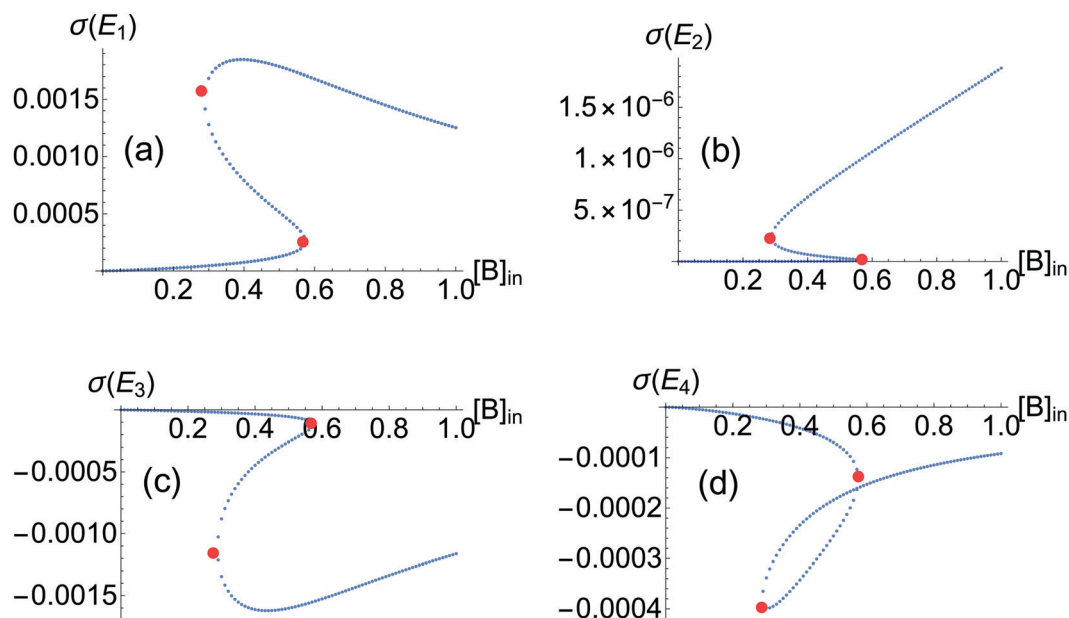 σ(E₁)
0.0015
0.0010
0.0005
(a)
0.2 0.4 0.6 0.8 1.0 [B]in
σ(E₂)
1.5×10⁻⁶
1.×10⁻⁶
5.×10⁻⁷
(b)
0.2 0.4 0.6 0.8 1.0 [B]in
σ(E₃)
0.2 0.4 0.6 0.8 1.0 [B]in
−0.0005
−0.0010
−0.0015
(c)
σ(E₄)
0.2 0.4 0.6 0.8 1.0 [B]in
−0.0001
−0.0002
−0.0003
−0.0004
(d)